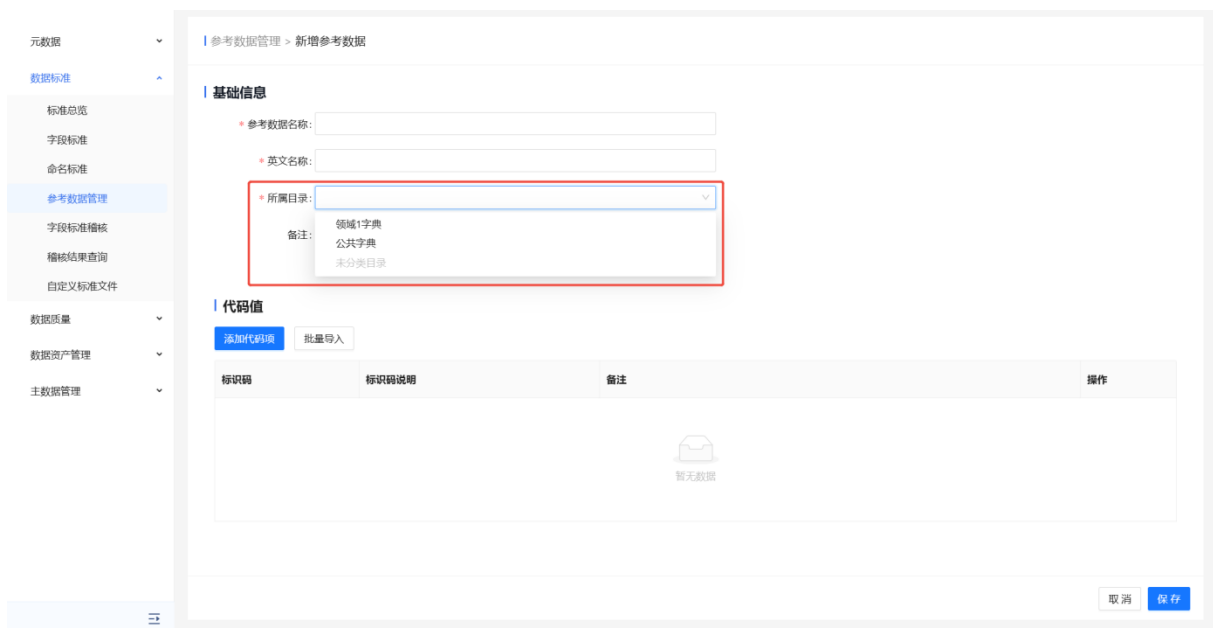 元数据
数据标准
标准总览
字段标准
命名标准
参考数据管理
字段标准稽核
稽核结果查询
自定义标准文件
数据质量
数据资产管理
主数据管理
参考数据管理 > 新增参考数据
基础信息
* 参考数据名称:
* 英文名称:
* 所属目录:
领域1字典
备注:
公共字典
未分类目录
代码值
添加代码项 批量导入
标识码 标识码说明 备注 操作
暂无数据
取消 保存